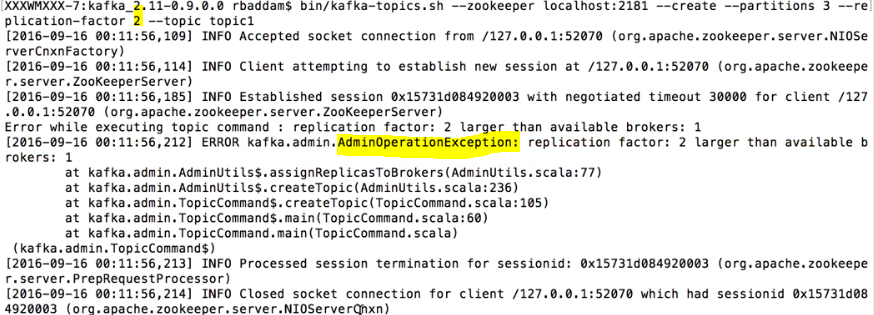 XXXWMXXX-7:kafka_2.11-0.9.0.0 rbaddam$ bin/kafka-topics.sh --zookeeper localhost:2181 --create --partitions 3 --re
plication-factor 2 --topic topic1
[2016-09-16 00:11:56,109] INFO Accepted socket connection from /127.0.0.1:52070 (org.apache.zookeeper.server.NIOSe
rverCnxnFactory)
[2016-09-16 00:11:56,114] INFO Client attempting to establish new session at /127.0.0.1:52070 (org.apache.zookeepe
r.server.ZooKeeperServer)
[2016-09-16 00:11:56,185] INFO Established session 0x15731d084920003 with negotiated timeout 30000 for client /127
.0.0.1:52070 (org.apache.zookeeper.server.ZooKeeperServer)
Error while executing topic command : replication factor: 2 larger than available brokers: 1
[2016-09-16 00:11:56,212] ERROR kafka.admin.AdminOperationException: replication factor: 2 larger than available b
rokers: 1
at kafka.admin.AdminUtils$.assignReplicasToBrokers(AdminUtils.scala:77)
at kafka.admin.AdminUtils$.createTopic(AdminUtils.scala:236)
at kafka.admin.TopicCommand$.createTopic(TopicCommand.scala:105)
at kafka.admin.TopicCommand$.main(TopicCommand.scala:60)
at kafka.admin.TopicCommand.main(TopicCommand.scala)
(kafka.admin.TopicCommand$)
[2016-09-16 00:11:56,213] INFO Processed session termination for sessionid: 0x15731d084920003 (org.apache.zookeepe
r.server.PrepRequestProcessor)
[2016-09-16 00:11:56,214] INFO Closed socket connection for client /127.0.0.1:52070 which had sessionid 0x15731d08
4920003 (org.apache.zookeeper.server.NIOServerCnxn)